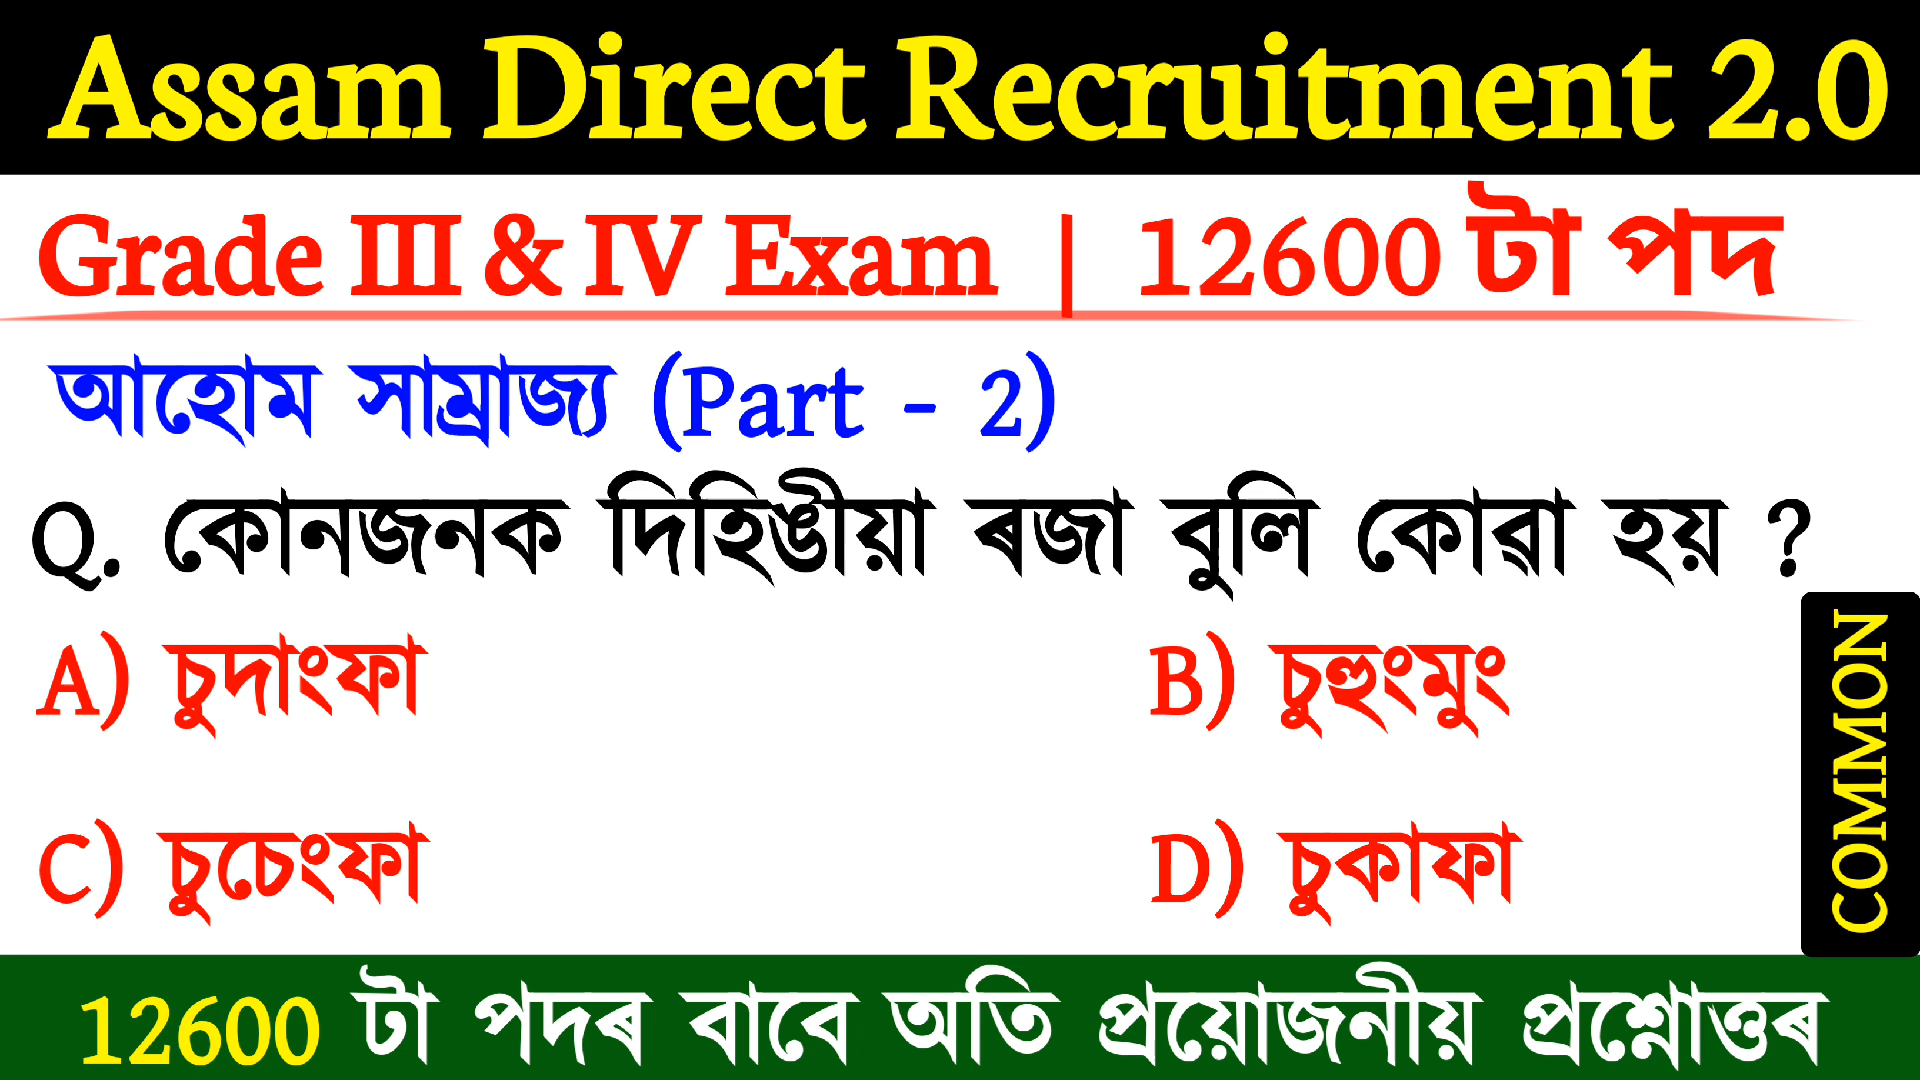 Assam Direct Recruitment 2.0
Grade III & IV Exam | 12600 টা পদ
আহোম সাম্ৰাজ্য (Part - 2)
Q. কোনজনক দিহিঙীয়া ৰজা বুলি কোৱা হয় ?
A) চুদাংফা
B) চুহুংমুং
C) চুচেংফা
D) চুকাফা
COMMON
12600 টা পদৰ বাবে অতি প্ৰয়োজনীয় প্ৰশ্নোত্তৰ